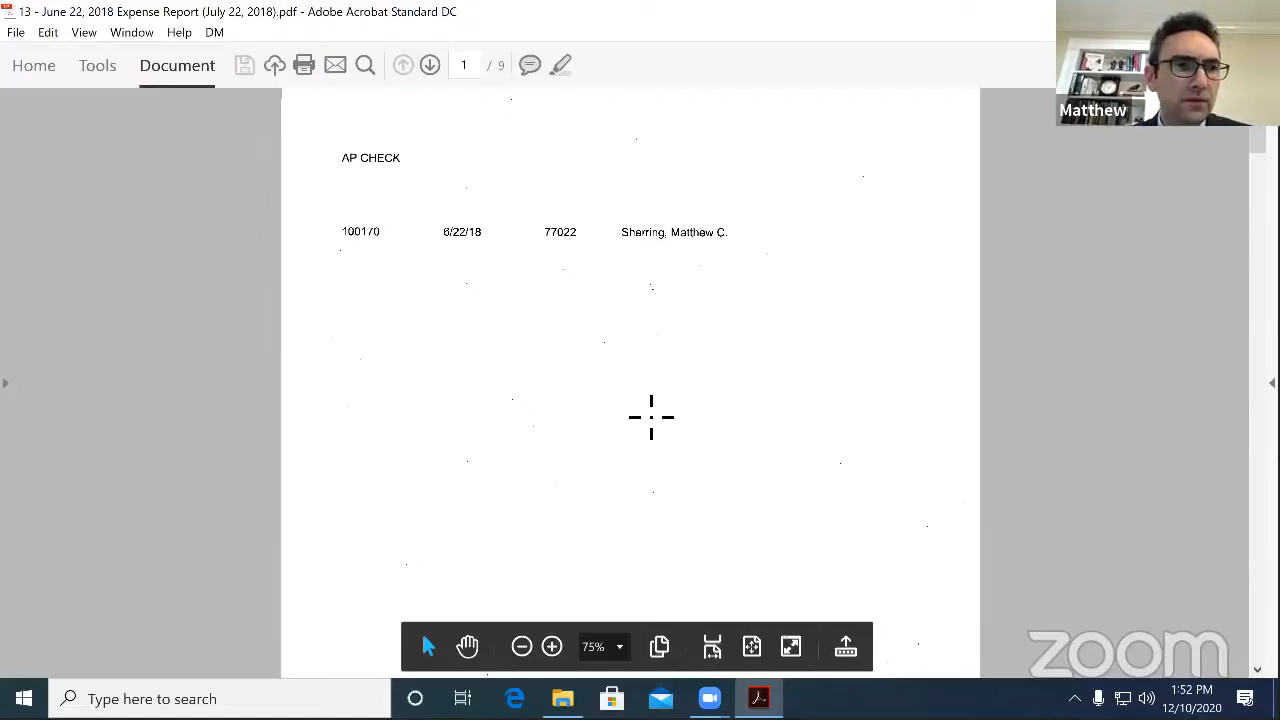 13 - June 22, 2018 Expense Report (July 22, 2018).pdf - Adobe Acrobat Standard DC
File Edit View Window Help DM
Home Tools Document 1 / 9
Matthew
AP CHECK
100170 6/22/18 77022 Sherring, Matthew C.
75%
zoom
Type here to search
1:52 PM
12/10/2020